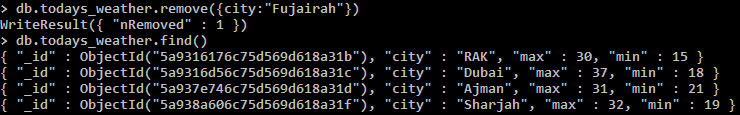 > db.todays_weather.remove({city:"Fujairah"})
WriteResult({ "nRemoved" : 1 })
> db.todays_weather.find()
{ "_id" : ObjectId("5a9316176c75d569d618a31b"), "city" : "RAK", "max" : 30, "min" : 15 }
{ "_id" : ObjectId("5a9316d56c75d569d618a31c"), "city" : "Dubai", "max" : 37, "min" : 18 }
{ "_id" : ObjectId("5a937e746c75d569d618a31d"), "city" : "Ajman", "max" : 31, "min" : 21 }
{ "_id" : ObjectId("5a938a606c75d569d618a31f"), "city" : "Sharjah", "max" : 32, "min" : 19 }